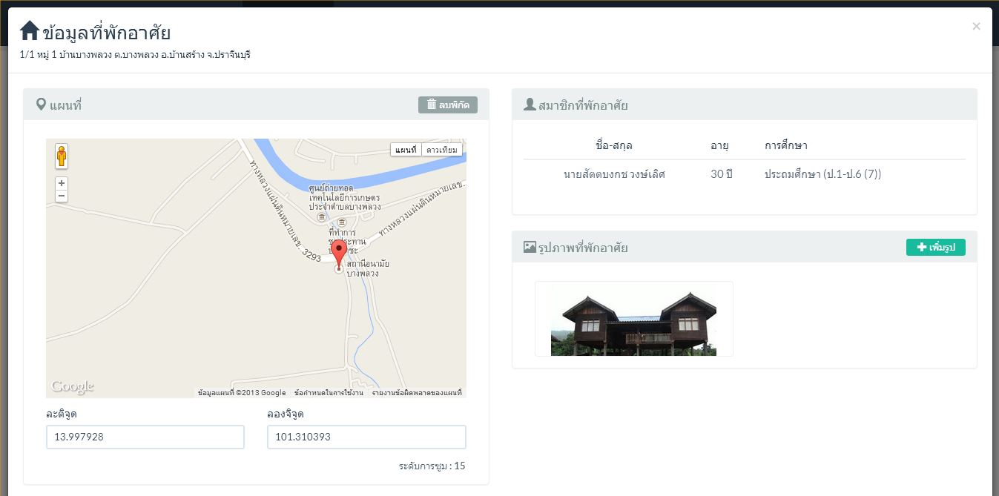 ข้อมูลที่พักอาศัย
×
1/1 หมู่ 1 บ้านบางพลวง ต.บางพลวง อ.บ้านสร้าง จ.ปราจีนบุรี
แผนที่
ลบพิกัด
แผนที่ ดาวเทียม
+
−
ศูนย์ถ่ายทอด
เทคโนโลยีการเกษตร
ประจำตำบลบางพลวง
ทางหลวงแผ่นดินหมายเลข. 3293
ทางหลวงแผ่นดินหมายเลข.
ที่ทำการ
สถานีอนามัย
บางพลวง
Google
ข้อมูลแผนที่ ©2013 Google ข้อกำหนดในการใช้งาน รายงานข้อผิดพลาดของแผนที่
ละติจูด ลองจิจูด
13.997928 101.310393
ระดับการซูม : 15
สมาชิกที่พักอาศัย
ชื่อ-สกุล อายุ การศึกษา
นายสัตตบงกช วงษ์เลิศ 30 ปี ประถมศึกษา (ป.1-ป.6 (7))
รูปภาพที่พักอาศัย
เพิ่มรูป